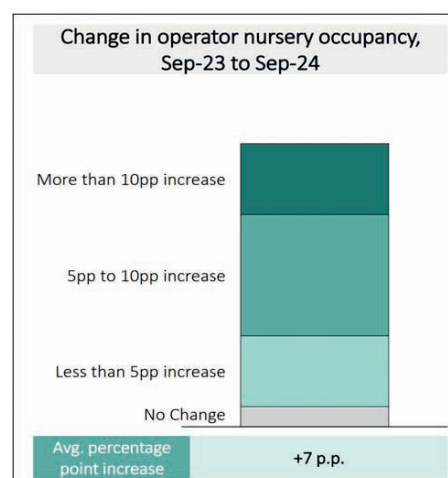 Change in operator nursery occupancy,
Sep-23 to Sep-24
More than 10pp increase
5pp to 10pp increase
Less than 5pp increase
No Change
Avg. percentage
point increase
+7 p.p.